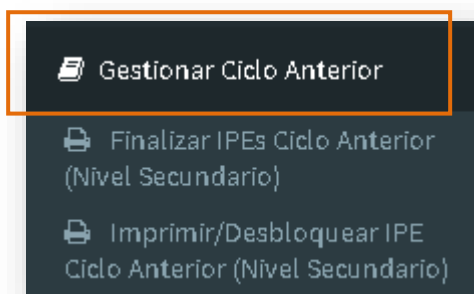 Gestionar Ciclo Anterior
Finalizar IPEs Ciclo Anterior
(Nivel Secundario)
Imprimir/Desbloquear IPE
Ciclo Anterior (Nivel Secundario)